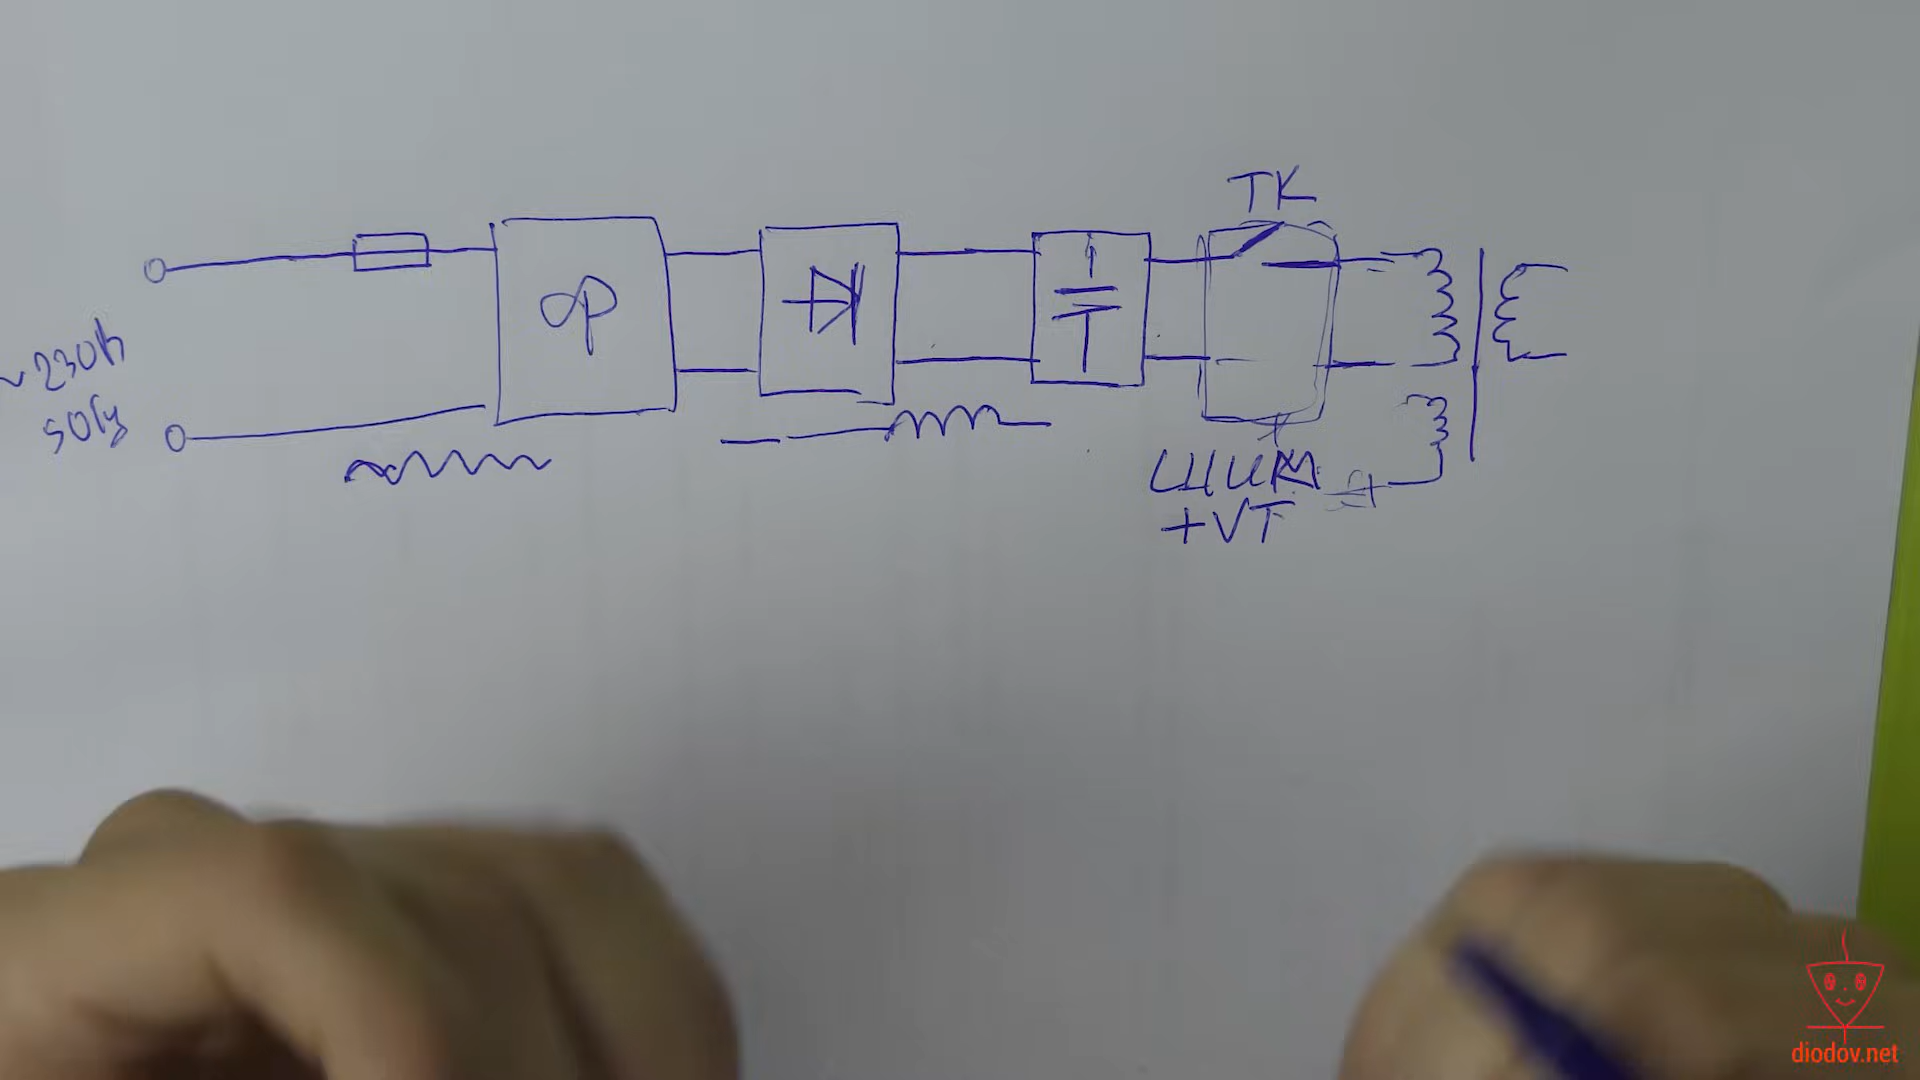 ТК
~230В
ф
50Гц
ШИМ
+VT
diodov.net